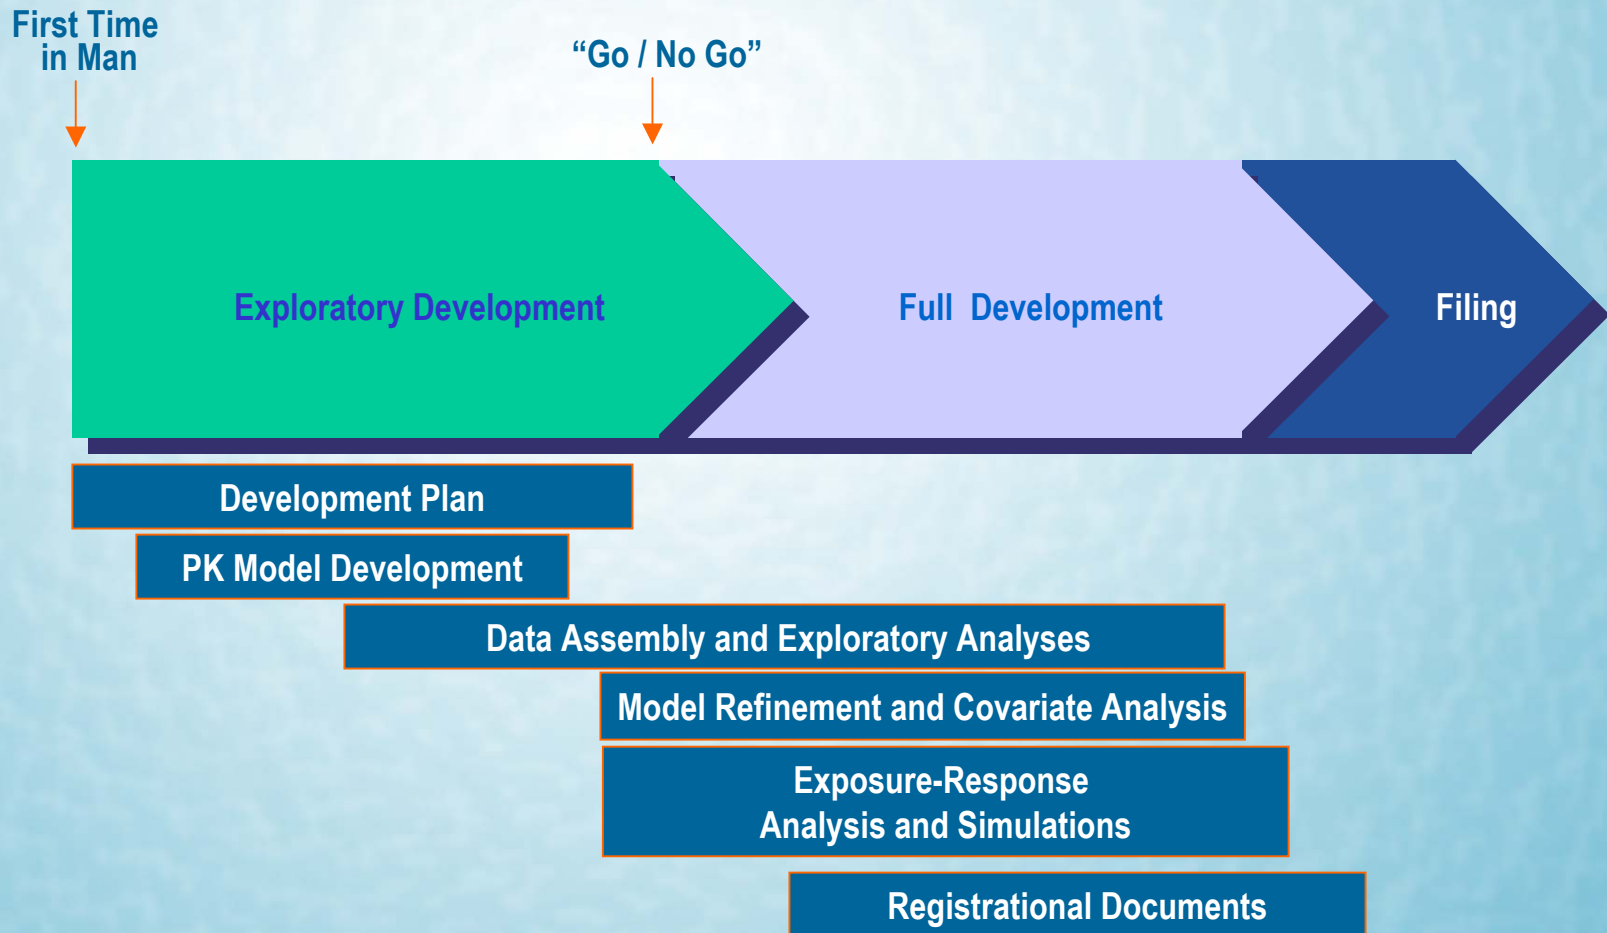 First Time
in Man
“Go / No Go”
Exploratory Development
Full Development
Filing
Development Plan
PK Model Development
Data Assembly and Exploratory Analyses
Model Refinement and Covariate Analysis
Exposure-Response
Analysis and Simulations
Registrational Documents